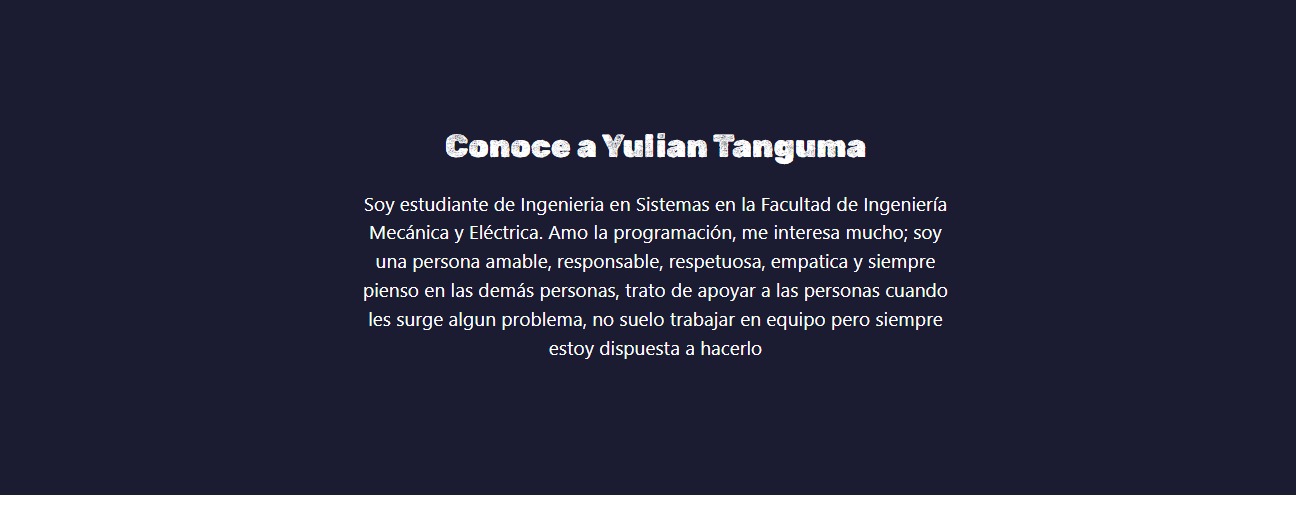 Conoce a Yulian Tanguma
Soy estudiante de Ingenieria en Sistemas en la Facultad de Ingeniería
Mecánica y Eléctrica. Amo la programación, me interesa mucho; soy
una persona amable, responsable, respetuosa, empatica y siempre
pienso en las demás personas, trato de apoyar a las personas cuando
les surge algun problema, no suelo trabajar en equipo pero siempre
estoy dispuesta a hacerlo